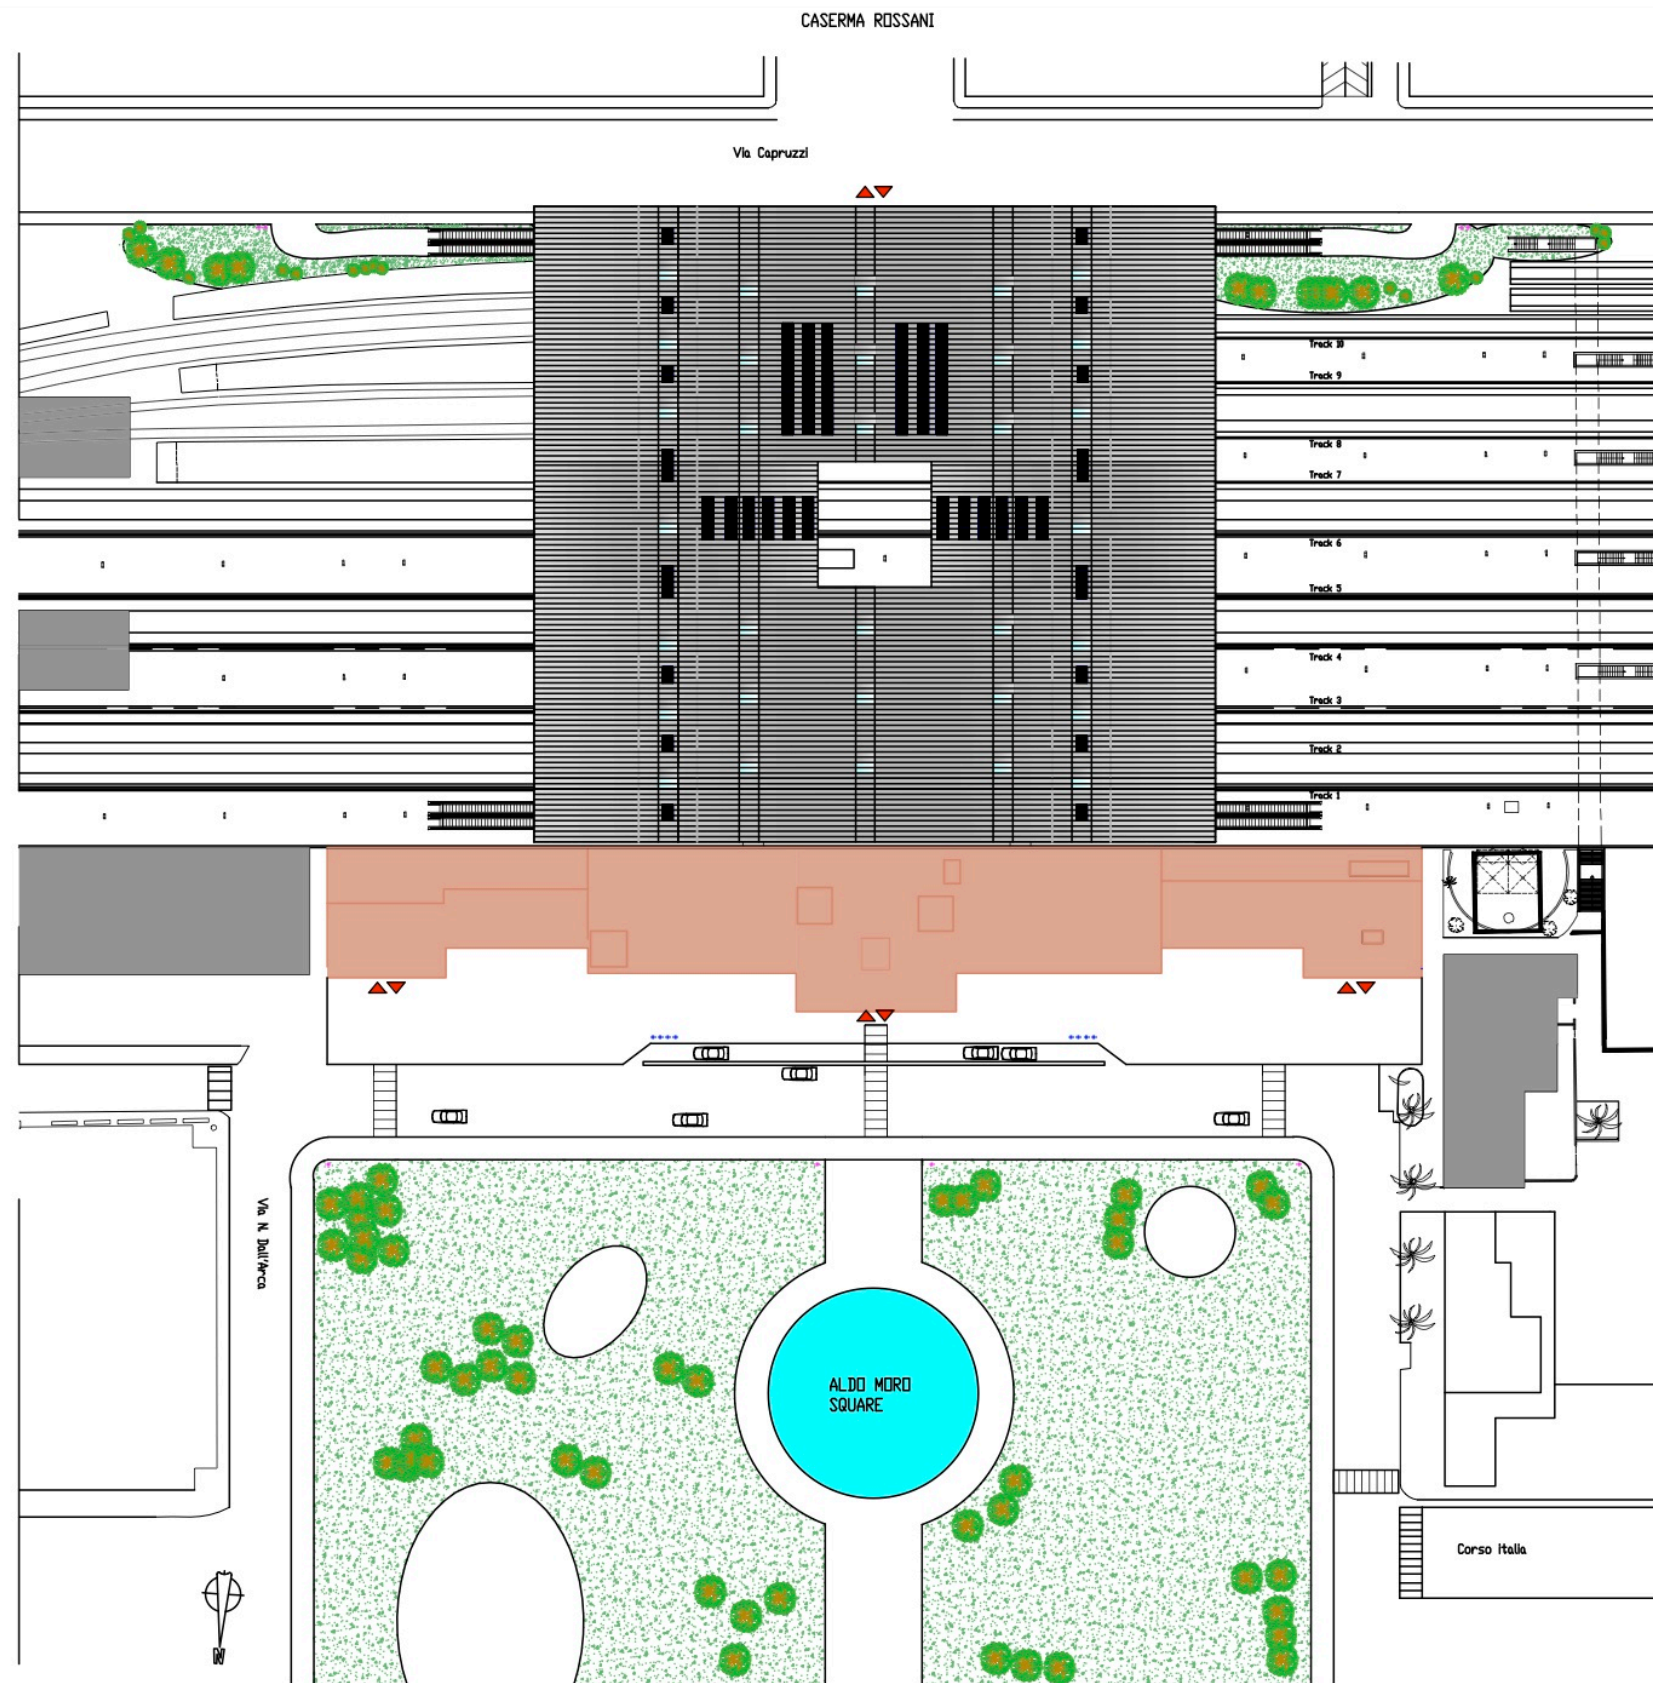 CASERMA ROSSANI
Via Capruzzi
Track 10
Track 9
Track 8
Track 7
Track 6
Track 5
Track 4
Track 3
Track 2
Track 1
Via N. Dall'Arca
ALDO MORO
SQUARE
Corso Italia
N